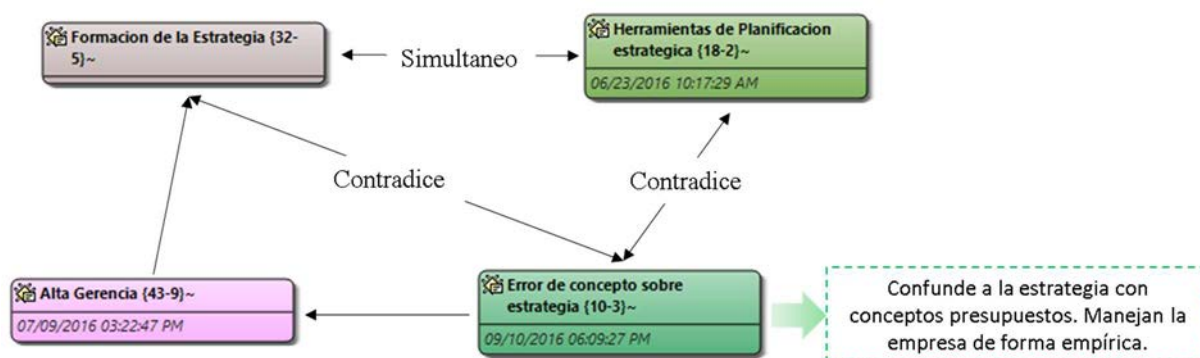 Formacion de la Estrategia {32-
5}~
Simultaneo
Herramientas de Planificacion
estrategica {18-2}~
06/23/2016 10:17:29 AM
Contradice
Contradice
Alta Gerencia {43-9}~
07/09/2016 03:22:47 PM
Error de concepto sobre
estrategia {10-3}~
09/10/2016 06:09:27 PM
Confunde a la estrategia con
conceptos presupuestos. Manejan la
empresa de forma empírica.